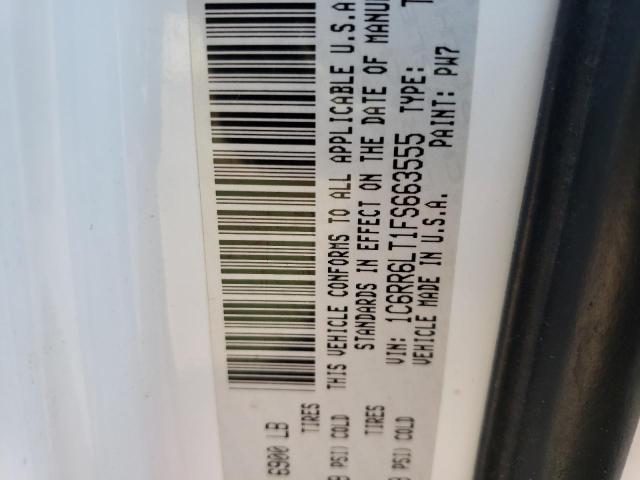 6900 LB
TIRES
PSI) COLD
THIS VEHICLE CONFORMS TO ALL APPLICABLE U.S.A
STANDARDS IN EFFECT ON THE DATE OF MANU
TIRES
VIN: 1C6RR6LT1FS663555 TYPE:
PSI) COLD
VEHICLE MADE IN U.S.A. PAINT: PW7